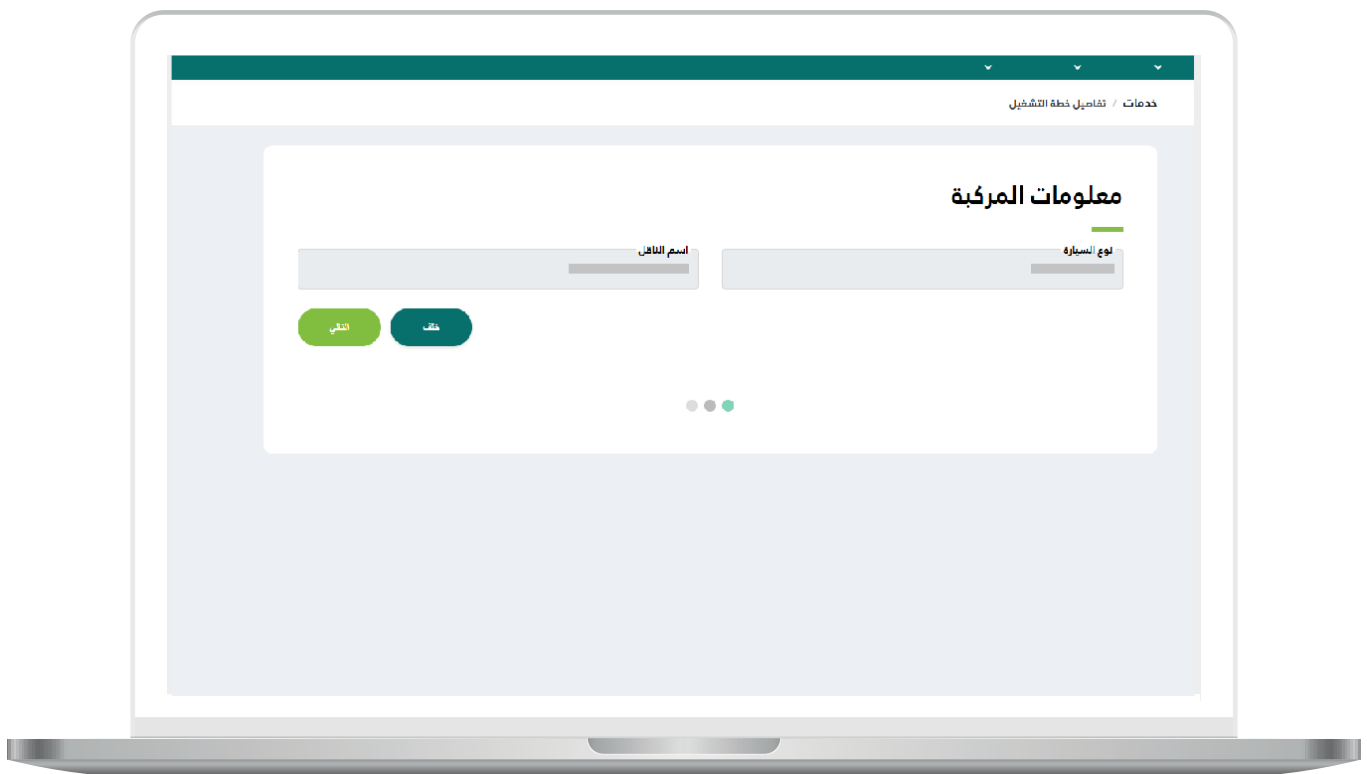 خدمات / تفاصيل خطة التشغيل
معلومات المركبة
نوع السيارة
اسم الناقل
خلف
التالي